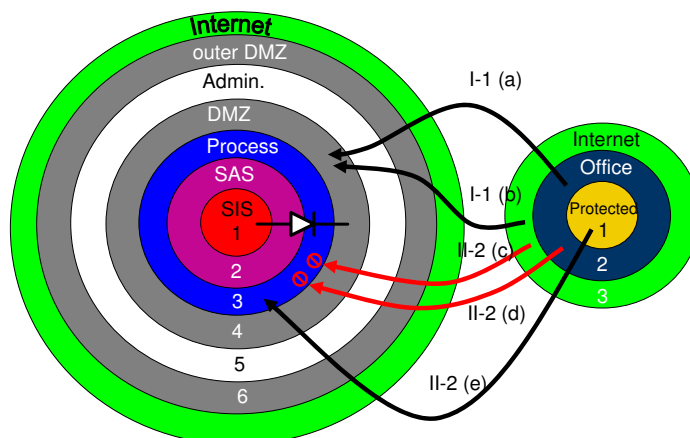 Internet
outer DMZ
Admin.
DMZ
Process
SAS
SIS
1
2
3
4
5
6
Internet
I-1 (a)
I-1 (b)
II-2 (c)
II-2 (d)
II-2 (e)
Internet
Office
Protected
1
2
3